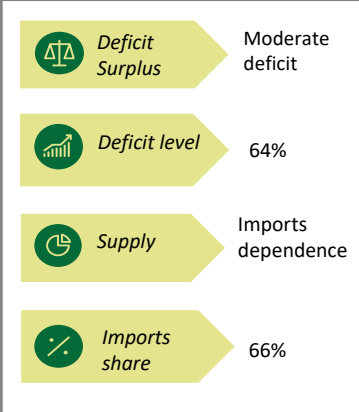 Deficit
Surplus
Moderate
deficit
Deficit level
64%
Supply
Imports
dependence
Imports
share
66%